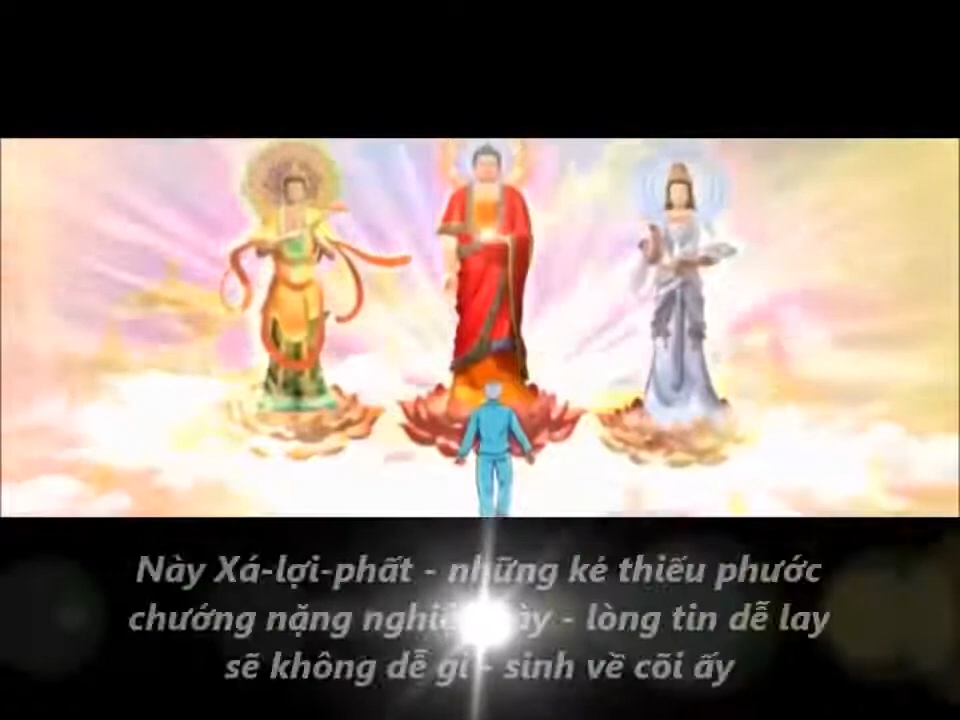 Này Xá-lợi-phất - những kẻ thiếu phước
chướng nặng - lòng tin dễ lay
sẽ không dễ gì - sinh về cõi ấy